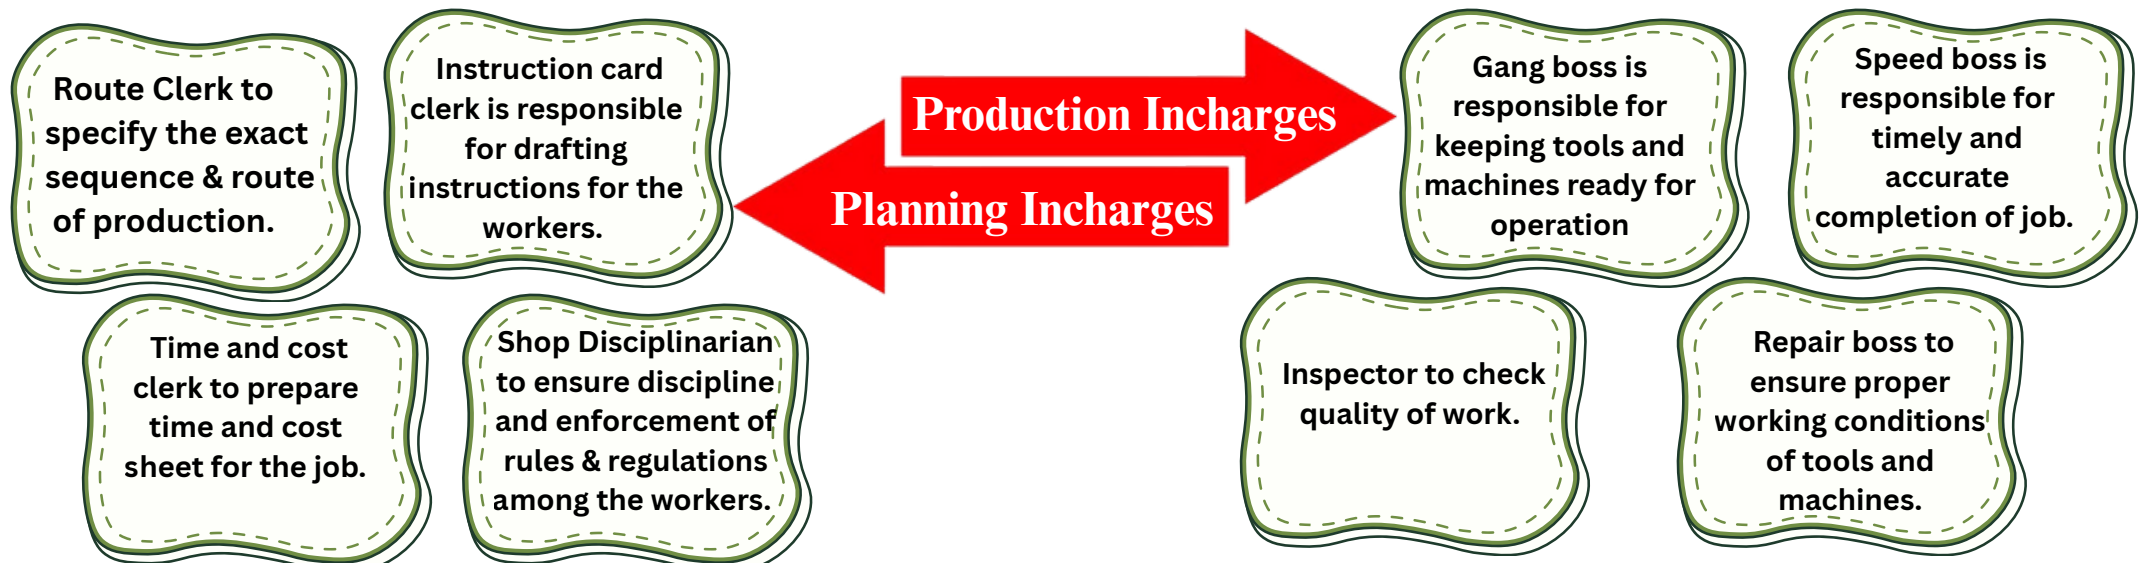 Route Clerk to
specify the exact
sequence & route
of production.
Instruction card
clerk is responsible
for drafting
instructions for the
workers.
Time and cost
clerk to prepare
time and cost
sheet for the job.
Shop Disciplinarian
to ensure discipline
and enforcement of
rules & regulations
among the workers.
Production Incharges
Planning Incharges
Gang boss is
responsible for
keeping tools and
machines ready for
operation
Speed boss is
responsible for
timely and
accurate
completion of job.
Inspector to check
quality of work.
Repair boss to
ensure proper
working conditions
of tools and
machines.